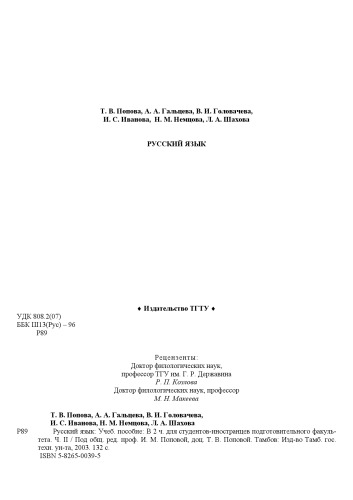 Т. В. Попова, А. А. Гальцева, В. И. Головачева,
И. С. Иванова, Н. М. Немцова, Л. А. Шахова
РУССКИЙ ЯЗЫК
♦ Издательство ТГТУ ♦
УДК 808.2(07)
ББК Ш13(Рус) – 96
Р89
Рецензенты:
Доктор филологических наук,
профессор ТГУ им. Г. Р. Державина
Р. П. Козлова
Доктор филологических наук, профессор
М. Н. Макеева
Т. В. Попова, А. А. Гальцева, В. И. Головачева,
И. С. Иванова, Н. М. Немцова, Л. А. Шахова
Р89 Русский язык: Учеб. пособие: В 2 ч. для студентов-иностранцев подготовительного факуль-
тета. Ч. II / Под общ. ред. проф. И. М. Поповой, доц. Т. В. Поповой. Тамбов: Изд-во Тамб. гос.
техн. ун-та, 2003. 132 с.
ISBN 5-8265-0039-5